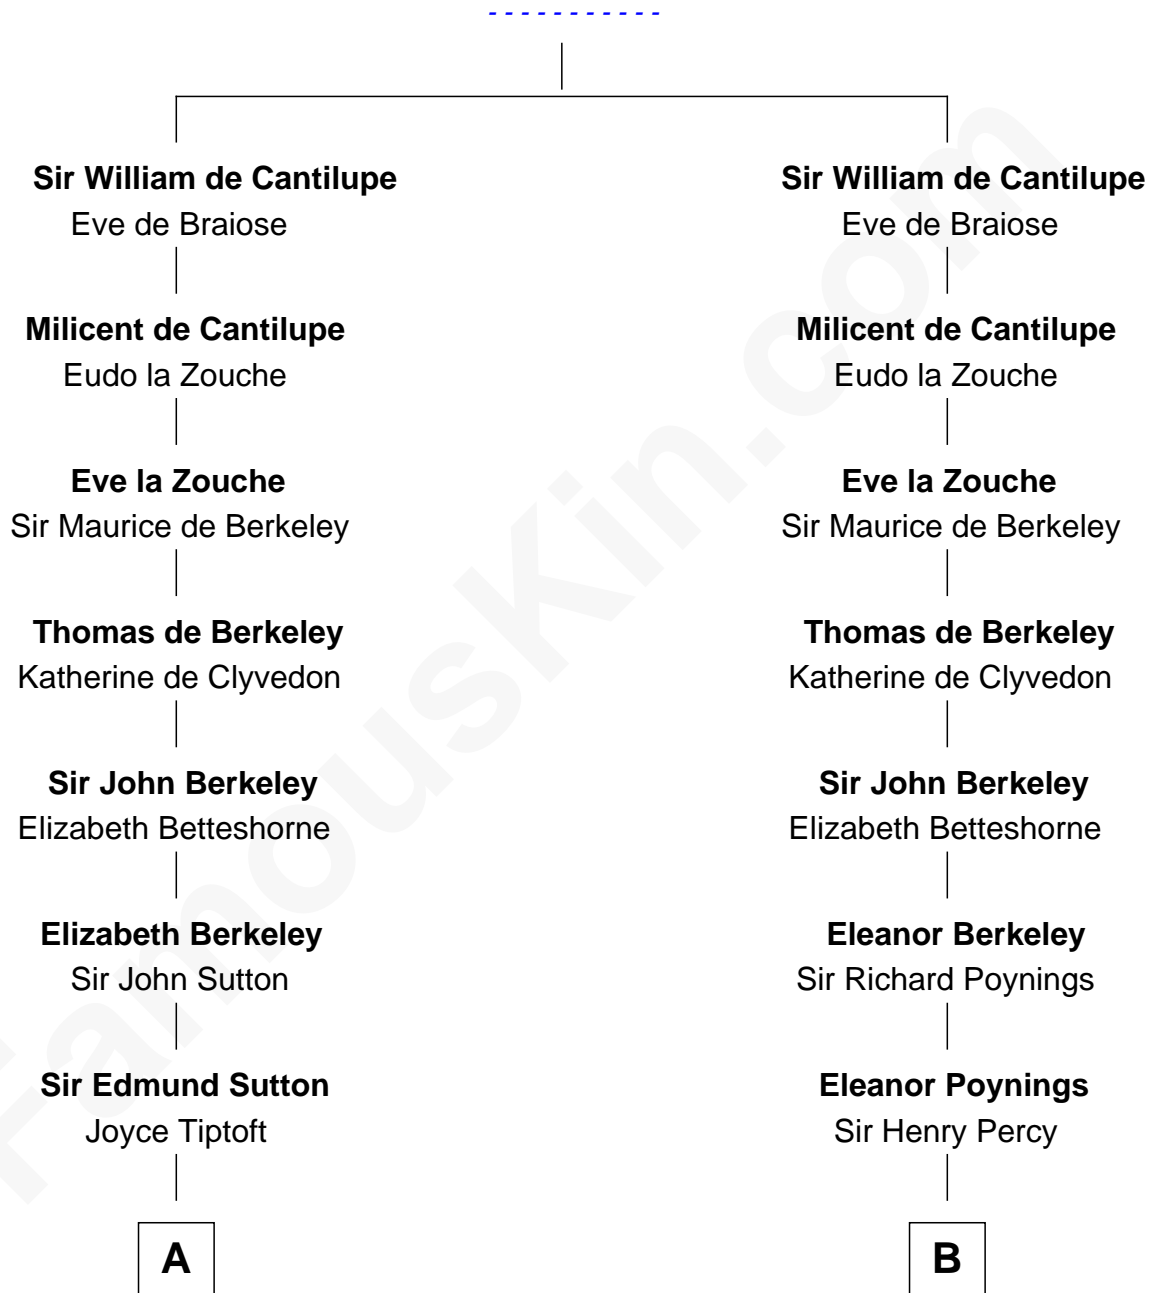 - - - - - - - - - - -
Sir William de Cantilupe
Eve de Braiose
Milicent de Cantilupe
Eudo la Zouche
Eve la Zouche
Sir Maurice de Berkeley
Thomas de Berkeley
Katherine de Clyvedon
Sir John Berkeley
Elizabeth Betteshorne
Elizabeth Berkeley
Sir John Sutton
Sir Edmund Sutton
Joyce Tiptoft
A
Sir William de Cantilupe
Eve de Braiose
Milicent de Cantilupe
Eudo la Zouche
Eve la Zouche
Sir Maurice de Berkeley
Thomas de Berkeley
Katherine de Clyvedon
Sir John Berkeley
Elizabeth Betteshorne
Eleanor Berkeley
Sir Richard Poynings
Eleanor Poynings
Sir Henry Percy
B
FamousKin.com